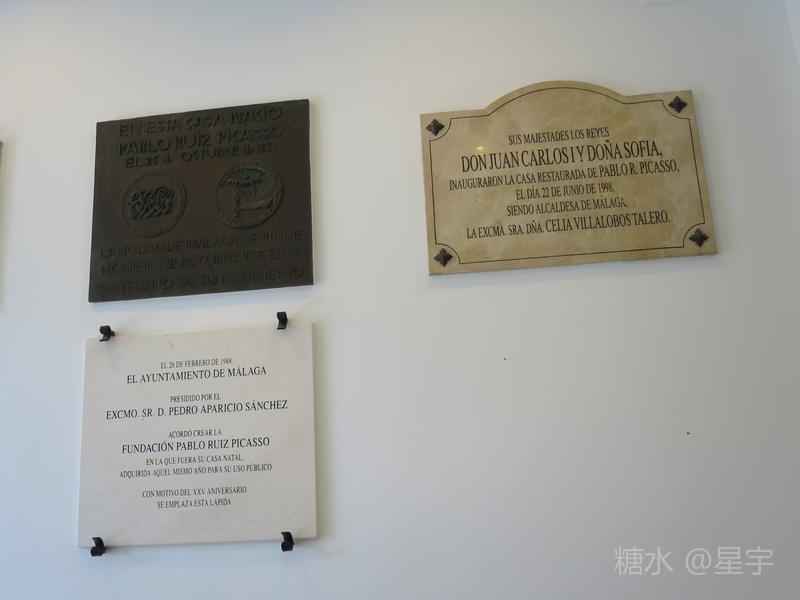 EN ESTA CASA NACIO
PABLO RUIZ PICASSO
EL 25 de OCTUBRE de 1881
LA CIUDAD DE MALAGA LE RINDE
HOMENAJE AL CUMPLIRSE EL
CENTENARIO DE SU NACIMIENTO
SUS MAJESTADES LOS REYES
DON JUAN CARLOS I Y DOÑA SOFIA,
INAUGURARON LA CASA RESTAURADA DE PABLO R. PICASSO,
EL DÍA 22 DE JUNIO DE 1998,
SIENDO ALCALDESA DE MÁLAGA,
LA EXCMA. SRA. DÑA. CELIA VILLALOBOS TALERO.
EL 26 DE FEBRERO DE 1988
EL AYUNTAMIENTO DE MÁLAGA
PRESIDIDO POR EL
EXCMO. SR. D. PEDRO APARICIO SÁNCHEZ
ACORDÓ CREAR LA
FUNDACIÓN PABLO RUIZ PICASSO
EN LA QUE FUERA SU CASA NATAL.
ADQUIRIDA AQUEL MISMO AÑO PARA SU USO PÚBLICO
CON MOTIVO DEL XXV ANIVERSARIO
SE EMPLAZA ESTA LÁPIDA
糖水 @星宇